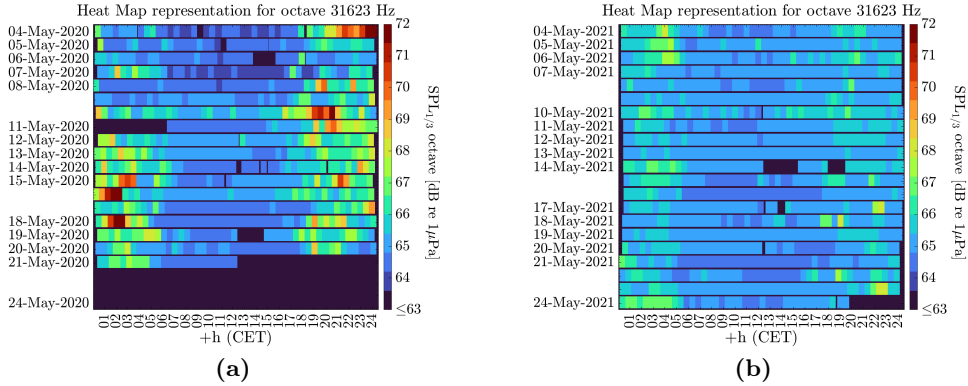 Heat Map representation for octave 31623 Hz
04-May-2020
05-May-2020
06-May-2020
07-May-2020
08-May-2020
11-May-2020
12-May-2020
13-May-2020
14-May-2020
15-May-2020
18-May-2020
19-May-2020
20-May-2020
21-May-2020
24-May-2020
01 02 03 04 05 06 07 08 09 10 11 12 13 14 15 16 17 18 19 20 21 22 23 24
+h (CET)
72
71
70
69
68
67
66
65
64
≤63
SPL1/3 octave [dB re 1μPa]
(a)
Heat Map representation for octave 31623 Hz
04-May-2021
05-May-2021
06-May-2021
07-May-2021
10-May-2021
11-May-2021
12-May-2021
13-May-2021
14-May-2021
17-May-2021
18-May-2021
19-May-2021
20-May-2021
21-May-2021
24-May-2021
01 02 03 04 05 06 07 08 09 10 11 12 13 14 15 16 17 18 19 20 21 22 23 24
+h (CET)
72
71
70
69
68
67
66
65
64
≤63
SPL1/3 octave [dB re 1μPa]
(b)